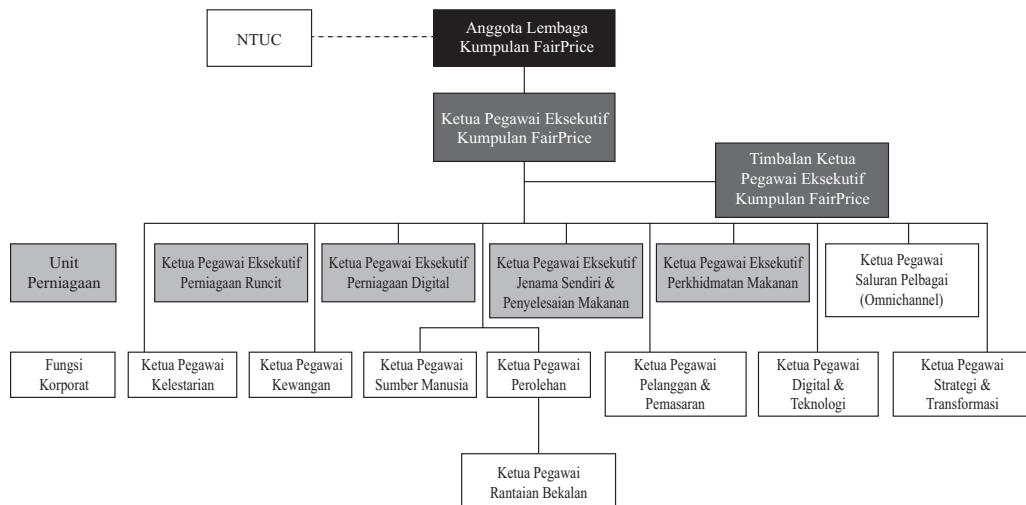 NTUC
Anggota Lembaga
Kumpulan FairPrice
Ketua Pegawai Eksekutif
Kumpulan FairPrice
Timbalan Ketua
Pegawai Eksekutif
Kumpulan FairPrice
Unit
Perniagaan
Ketua Pegawai Eksekutif
Perniagaan Runcit
Ketua Pegawai Eksekutif
Perniagaan Digital
Ketua Pegawai Eksekutif
Jenama Sendiri &
Penyelesaian Makanan
Ketua Pegawai Eksekutif
Perkhidmatan Makanan
Ketua Pegawai
Saluran Pelbagai
(Omnichannel)
Fungsi
Korporat
Ketua Pegawai
Kelestarian
Ketua Pegawai
Kewangan
Ketua Pegawai
Sumber Manusia
Ketua Pegawai
Perolehan
Ketua Pegawai
Pelanggan &
Pemasaran
Ketua Pegawai
Digital &
Teknologi
Ketua Pegawai
Strategi &
Transformasi
Ketua Pegawai
Rantaian Bekalan